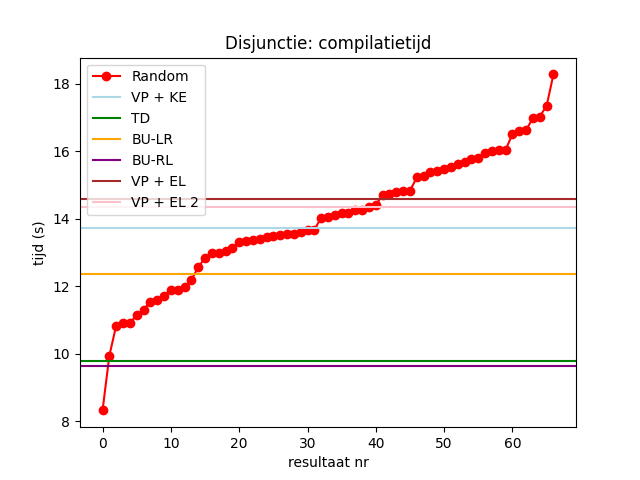 Disjunctie: compilatietijd
Random
VP + KE
TD
BU-LR
BU-RL
VP + EL
VP + EL 2
tijd (s)
18
16
14
12
10
8
0 10 20 30 40 50 60
resultaat nr